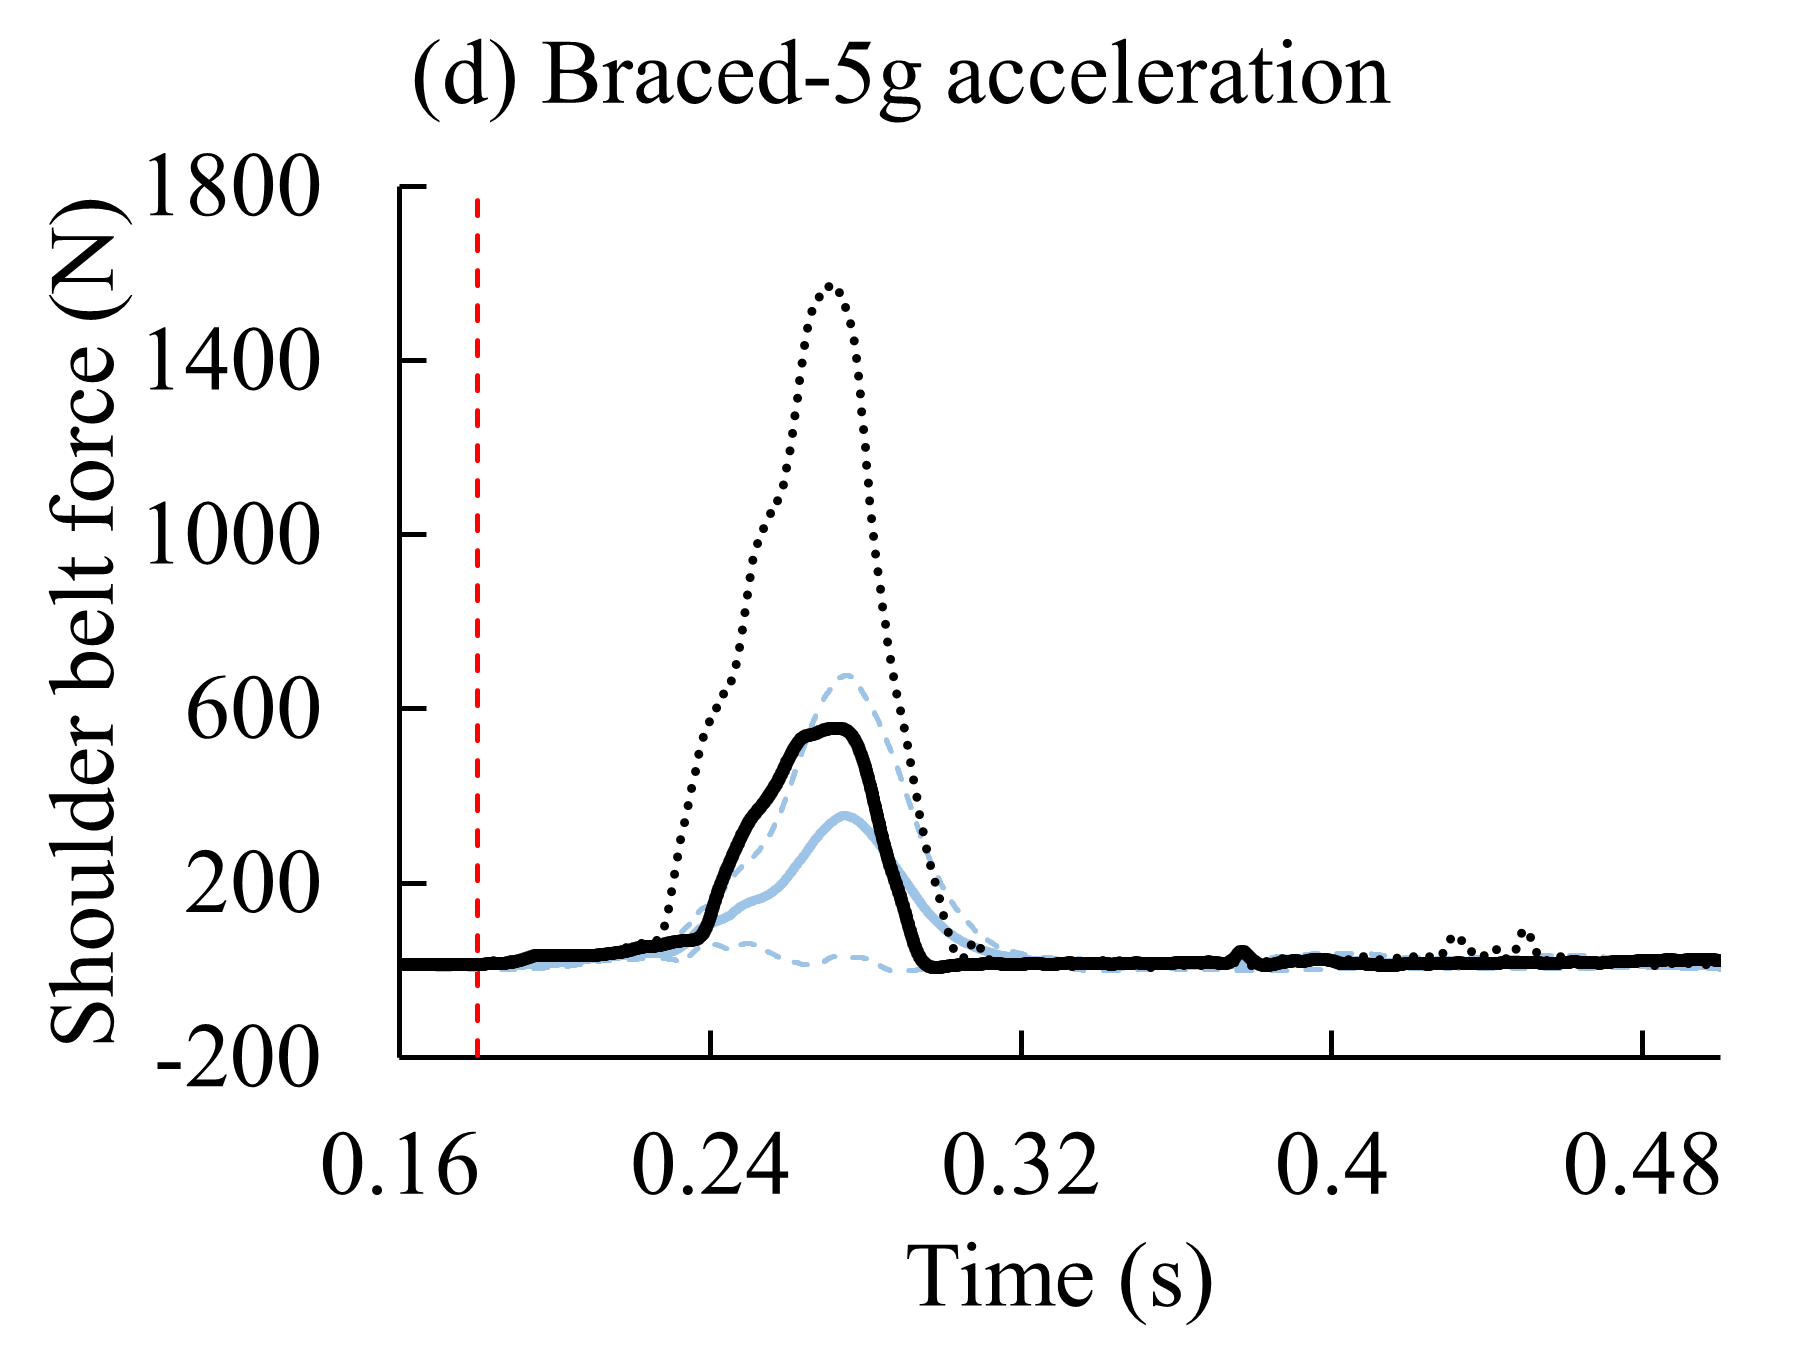 (d) Braced-5g acceleration
Shoulder belt force (N)
1800
1400
1000
600
200
-200
0.16 0.24 0.32 0.4 0.48
Time (s)